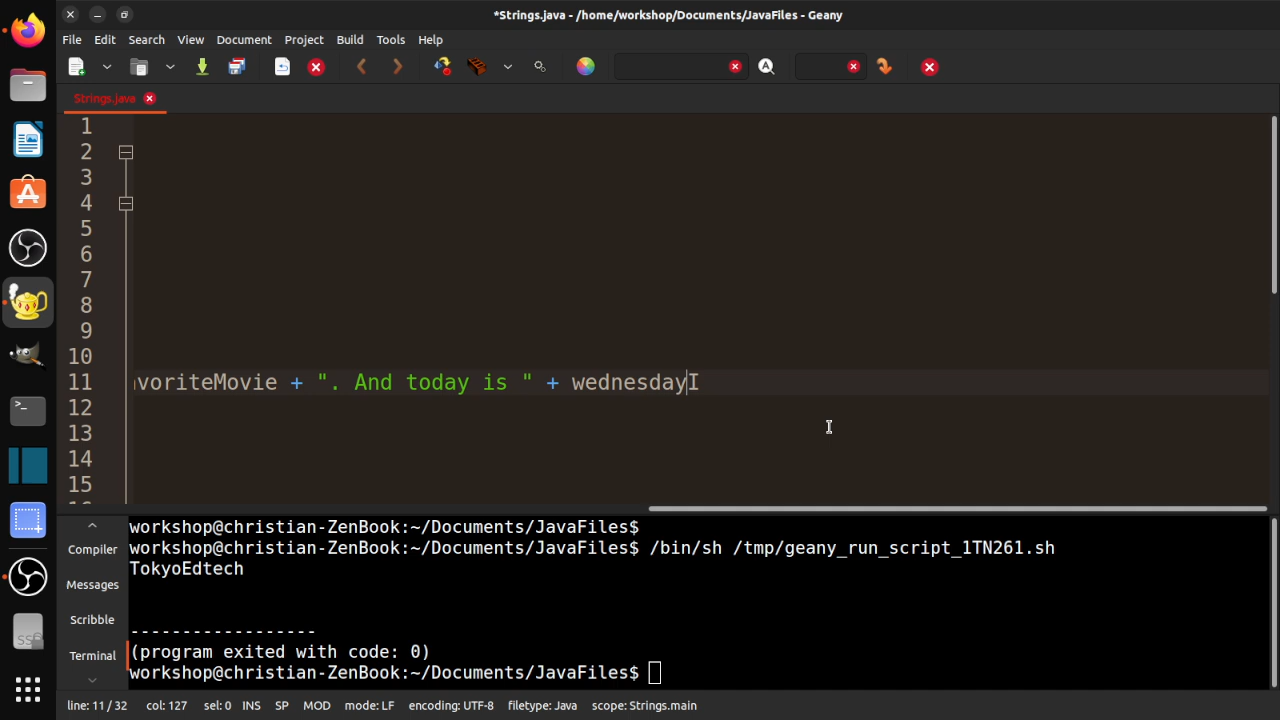 *Strings.java - /home/workshop/Documents/JavaFiles - Geany
File Edit Search View Document Project Build Tools Help
Strings.java
1
2
3
4
5
6
7
8
9
10
11 avoriteMovie + ". And today is " + wednesday
12
13
14
15
workshop@christian-ZenBook:~/Documents/JavaFiles$
Compiler workshop@christian-ZenBook:~/Documents/JavaFiles$ /bin/sh /tmp/geany_run_script_1TN261.sh
TokyoEdtech
Messages
Scribble
------------------
Terminal (program exited with code: 0)
workshop@christian-ZenBook:~/Documents/JavaFiles$
line: 11 / 32 col: 127 sel: 0 INS SP MOD mode: LF encoding: UTF-8 filetype: Java scope: Strings.main